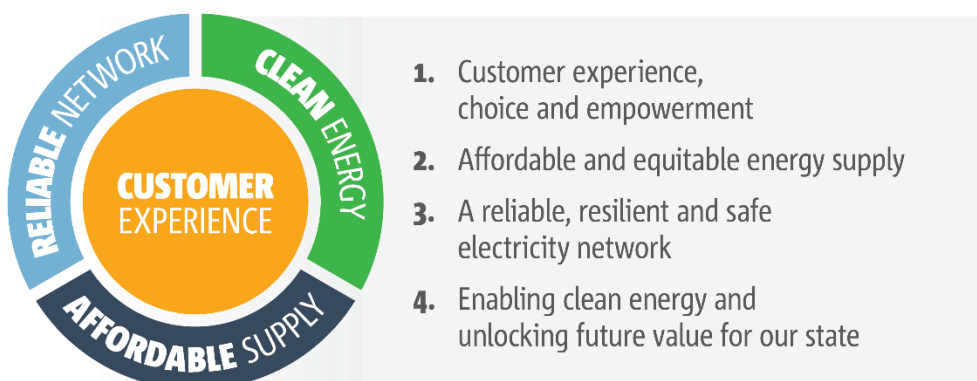 RELIABLE NETWORK
CLEAN ENERGY
CUSTOMER
EXPERIENCE
AFFORDABLE SUPPLY
1. Customer experience,
choice and empowerment
2. Affordable and equitable energy supply
3. A reliable, resilient and safe
electricity network
4. Enabling clean energy and
unlocking future value for our state